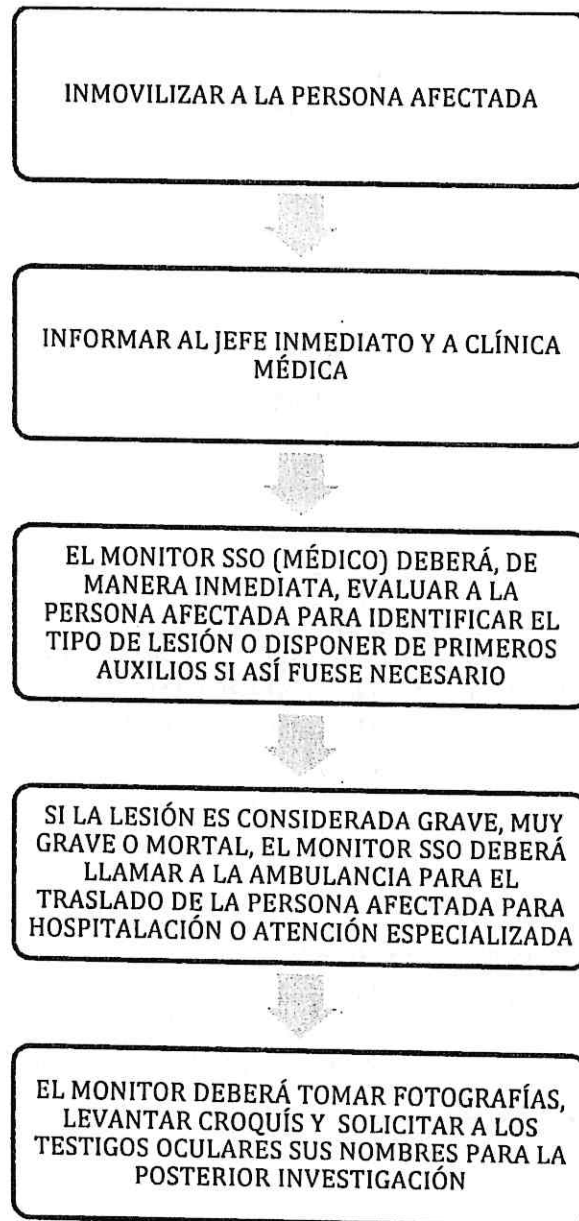 INMOVILIZAR A LA PERSONA AFECTADA
INFORMAR AL JEFE INMEDIATO Y A CLÍNICA
MÉDICA
EL MONITOR SSO (MÉDICO) DEBERÁ, DE
MANERA INMEDIATA, EVALUAR A LA
PERSONA AFECTADA PARA IDENTIFICAR EL
TIPO DE LESIÓN O DISPONER DE PRIMEROS
AUXILIOS SI ASÍ FUESE NECESARIO
SI LA LESIÓN ES CONSIDERADA GRAVE, MUY
GRAVE O MORTAL, EL MONITOR SSO DEBERÁ
LLAMAR A LA AMBULANCIA PARA EL
TRASLADO DE LA PERSONA AFECTADA PARA
HOSPITALACIÓN O ATENCIÓN ESPECIALIZADA
EL MONITOR DEBERÁ TOMAR FOTOGRAFÍAS,
LEVANTAR CROQUÍS Y SOLICITAR A LOS
TESTIGOS OCULARES SUS NOMBRES PARA LA
POSTERIOR INVESTIGACIÓN